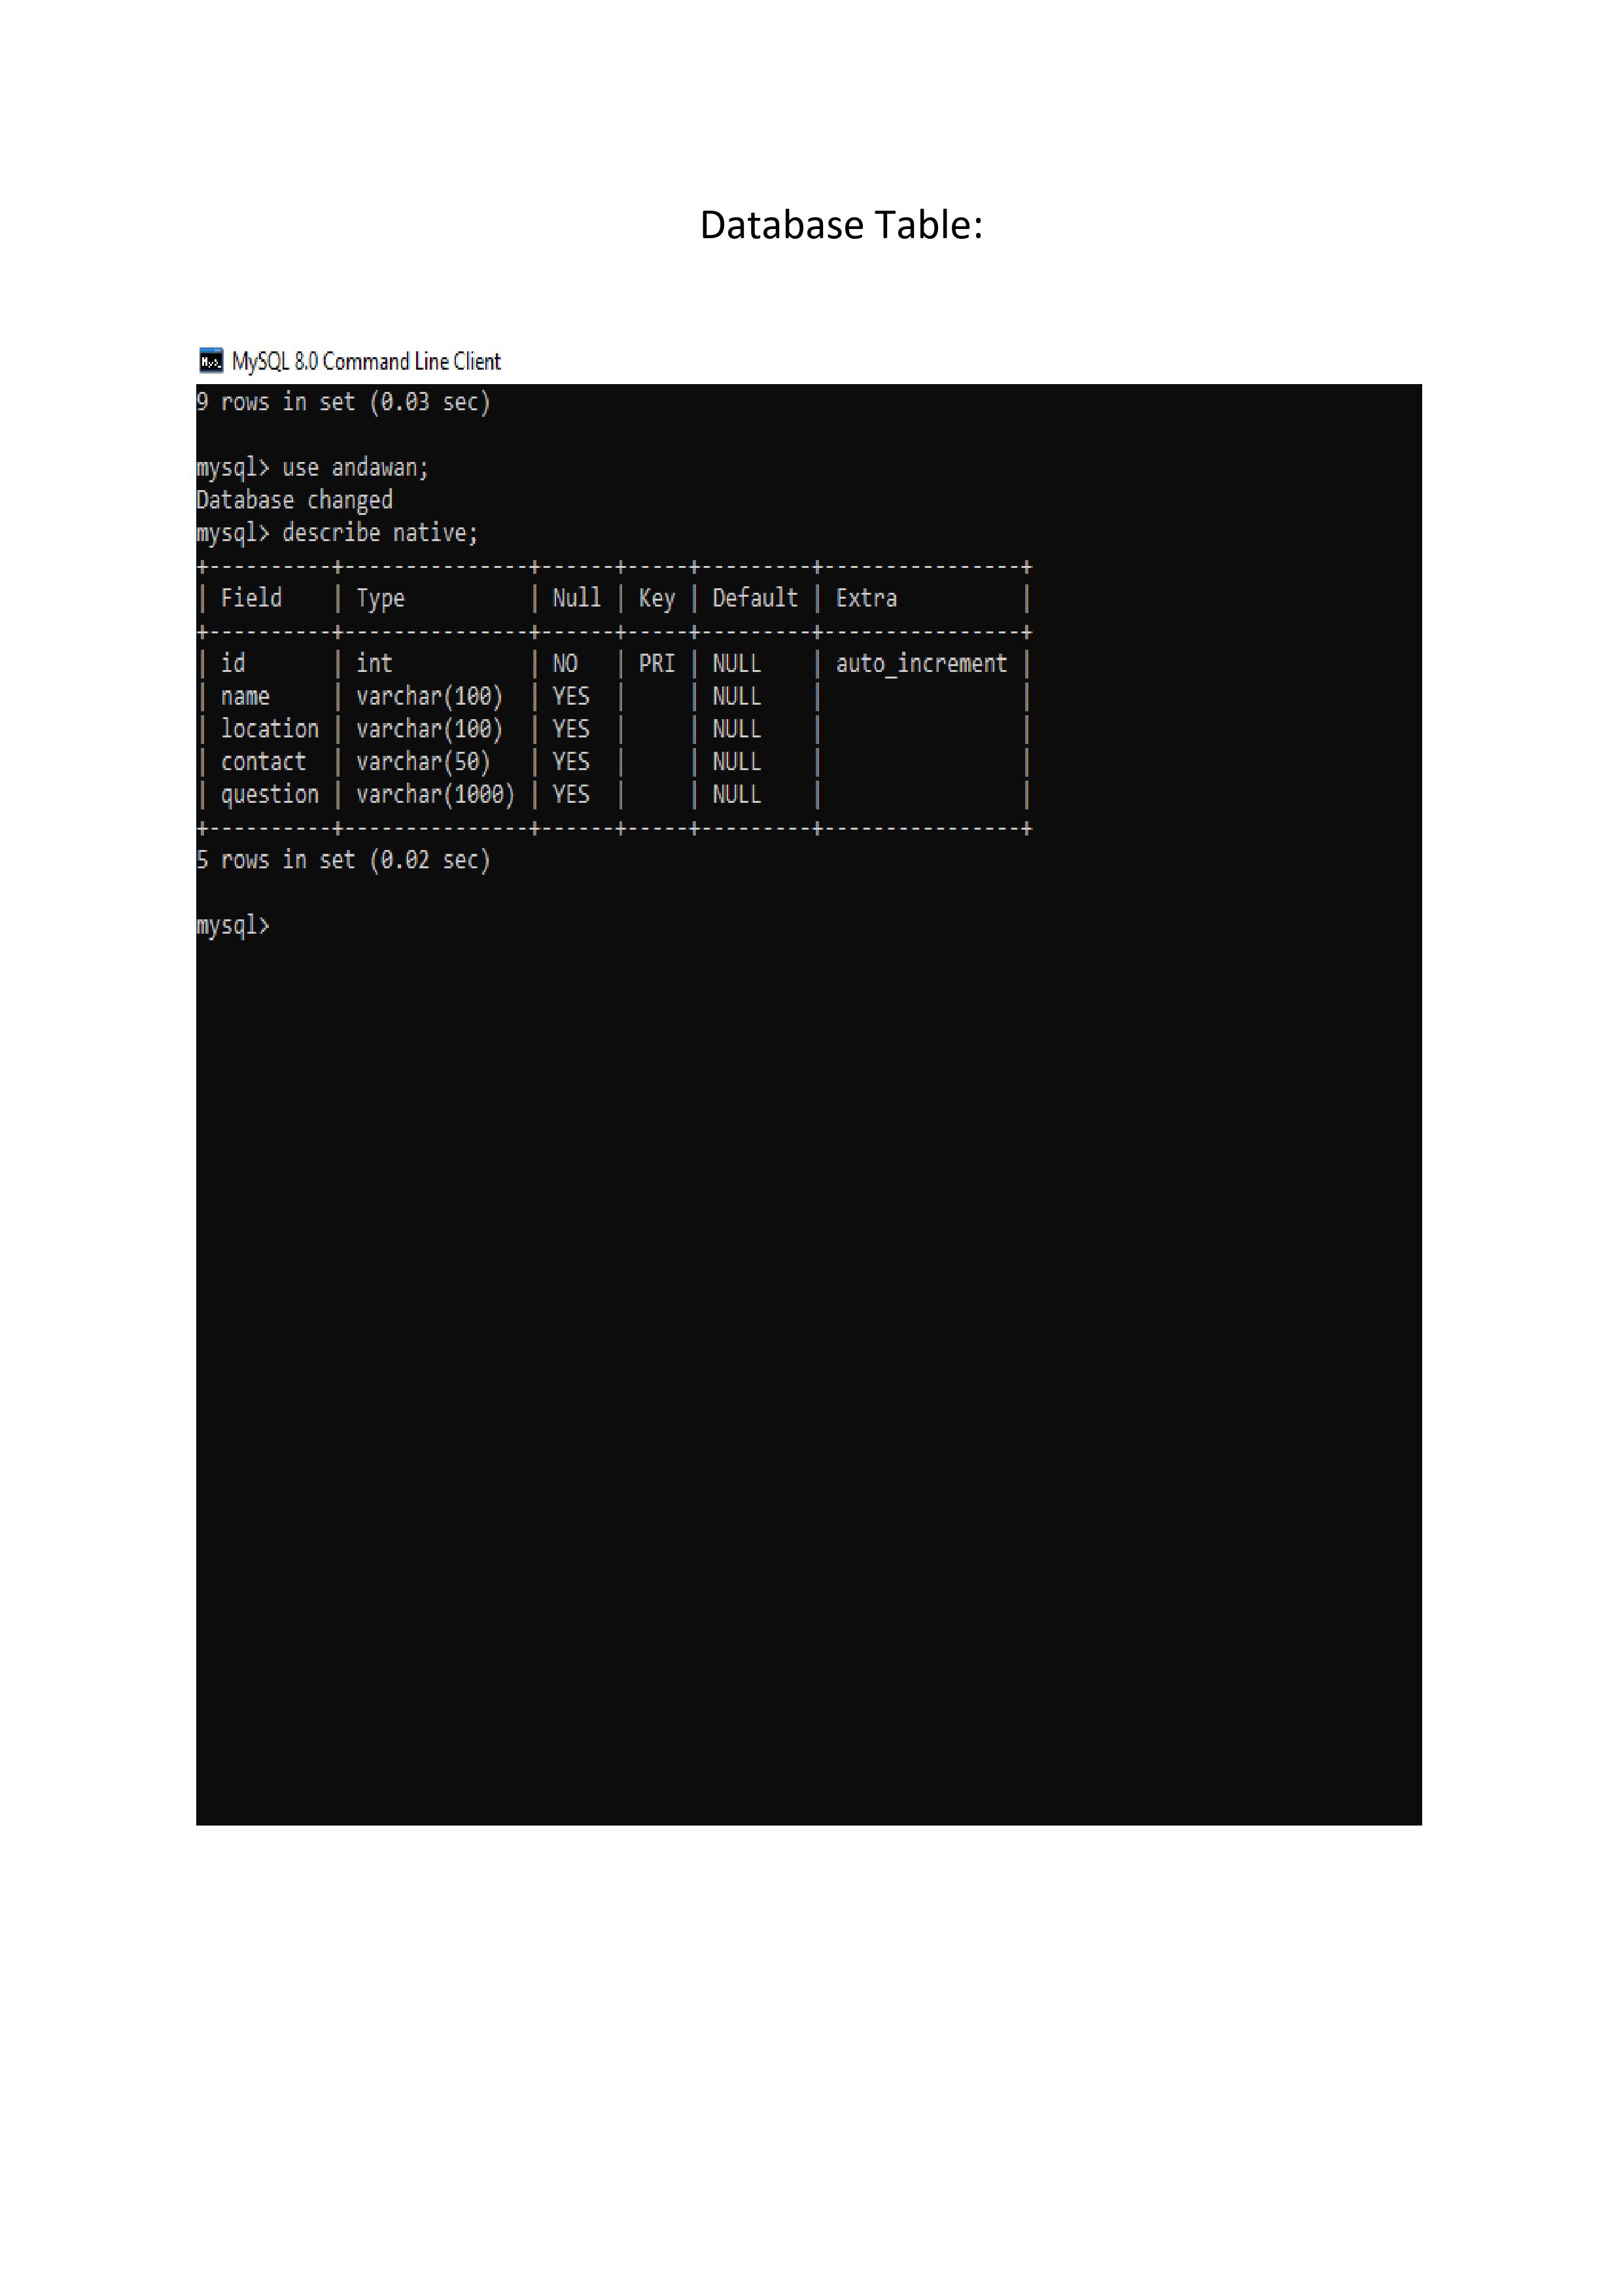 Database Table:
MySQL 8.0 Command Line Client
9 rows in set (0.03 sec)
mysql> use andawan;
Database changed
mysql> describe native;
+----------+---------------+------+-----+---------+----------------+
| Field    | Type          | Null | Key | Default | Extra          |
+----------+---------------+------+-----+---------+----------------+
| id       | int           | NO   | PRI | NULL    | auto_increment |
| name     | varchar(100)  | YES  |     | NULL    |                |
| location | varchar(100)  | YES  |     | NULL    |                |
| contact  | varchar(50)   | YES  |     | NULL    |                |
| question | varchar(1000) | YES  |     | NULL    |                |
+----------+---------------+------+-----+---------+----------------+
5 rows in set (0.02 sec)
mysql>